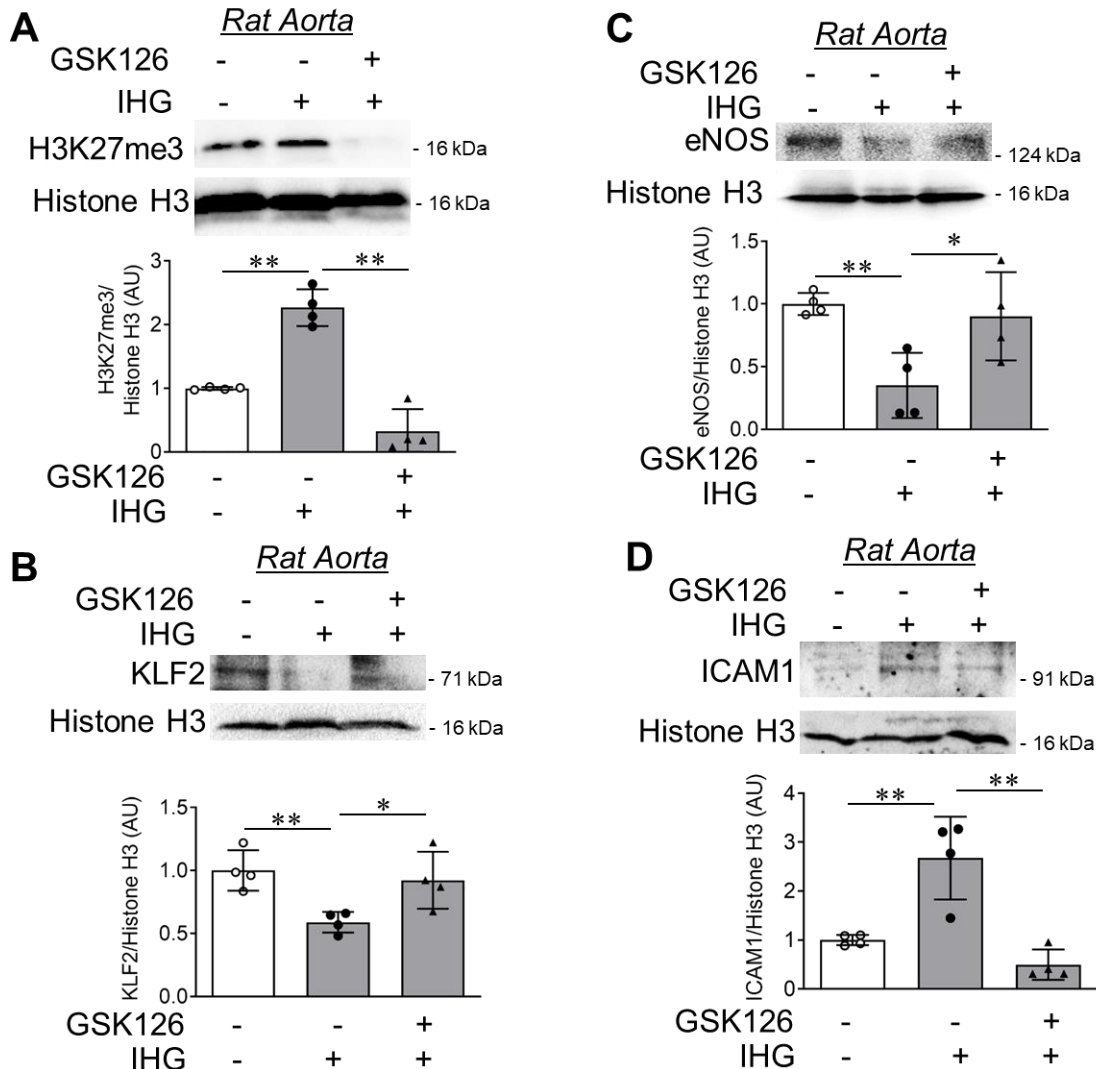 A
Rat Aorta
GSK126 - - +
IHG - + +
H3K27me3 - 16 kDa
Histone H3 - 16 kDa
H3K27me3/
Histone H3 (AU)
3
2
1
0
** **
GSK126 - - +
IHG - + +
B
Rat Aorta
GSK126 - - +
IHG - + +
KLF2 - 71 kDa
Histone H3 - 16 kDa
KLF2/Histone H3 (AU)
1.5
1.0
0.5
0.0
** *
GSK126 - - +
IHG - + +
C
Rat Aorta
GSK126 - - +
IHG - + +
eNOS - 124 kDa
Histone H3 - 16 kDa
eNOS/Histone H3 (AU)
1.5
1.0
0.5
0.0
** *
GSK126 - - +
IHG - + +
D
Rat Aorta
GSK126 - - +
IHG - + +
ICAM1 - 91 kDa
Histone H3 - 16 kDa
ICAM1/Histone H3 (AU)
4
3
2
1
0
** **
GSK126 - - +
IHG - + +